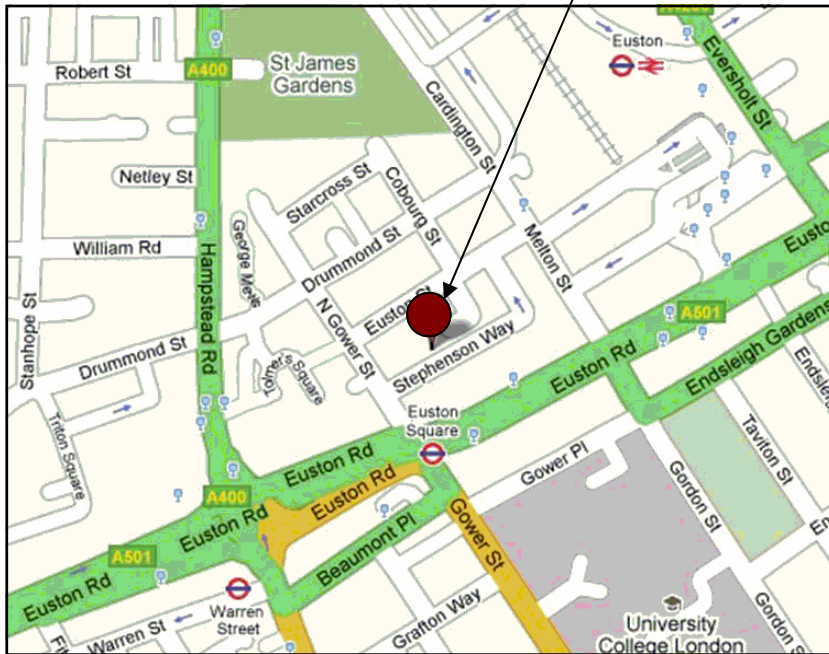 Robert St
A400
St James
Gardens
Euston
Eversholt St
Cardington St
Netley St
Starcross St
Cobourg St
William Rd
Hampstead Rd
George Mews
Drummond St
Melton St
Stanhope St
N Gower St
Euston St
Euston
A501
Drummond St
Tolmer's Square
Stephenson Way
Euston Rd
Endsleigh Gardens
Triton Square
Euston
Square
Euston Rd
Euston Rd
Gower Pl
Taviton St
Gordon St
A400
Euston Rd
Gower St
A501
Beaumont Pl
Euston Rd
Warren
Street
Warren St
Grafton Way
University
College London
Gordon St